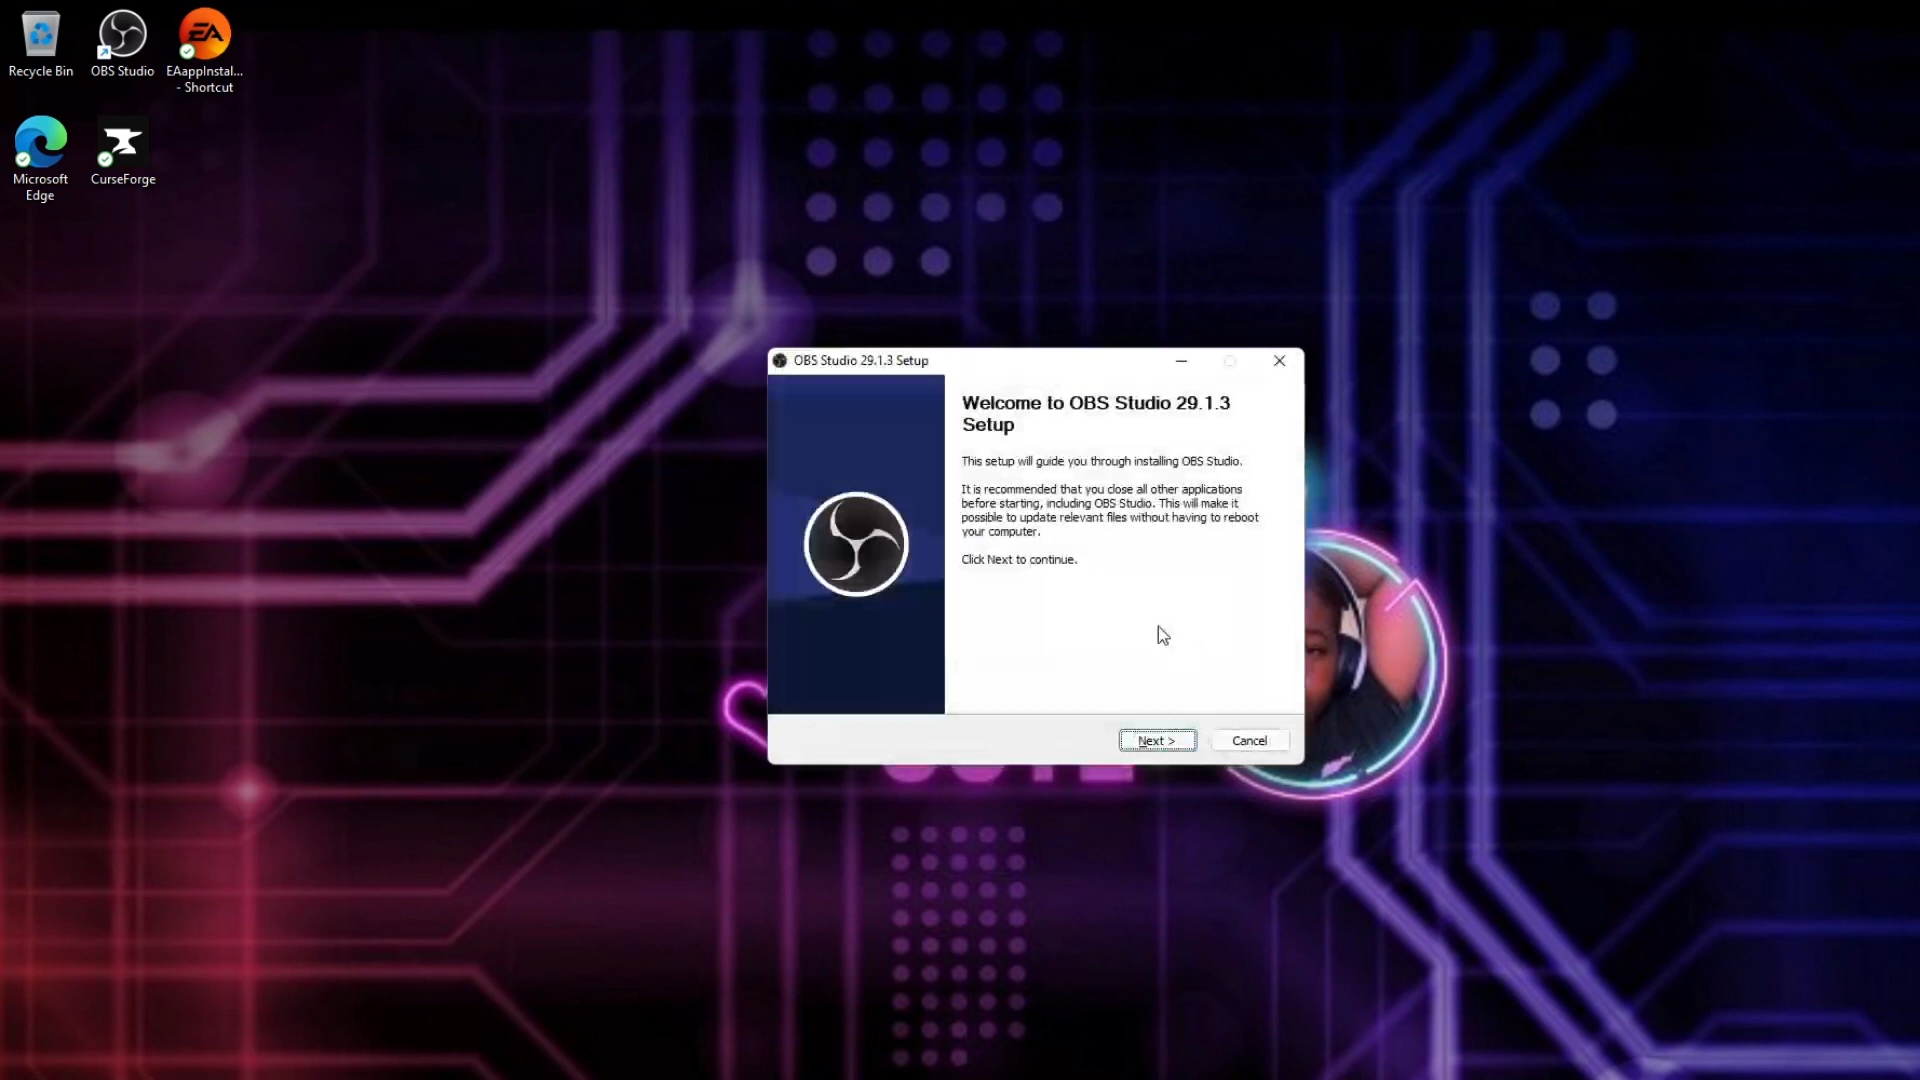 Recycle Bin
OBS Studio
EAappInstal...
- Shortcut
Microsoft
Edge
CurseForge
OBS Studio 29.1.3 Setup
Welcome to OBS Studio 29.1.3
Setup
This setup will guide you through installing OBS Studio.
It is recommended that you close all other applications
before starting, including OBS Studio. This will make it
possible to update relevant files without having to reboot
your computer.
Click Next to continue.
Next >
Cancel